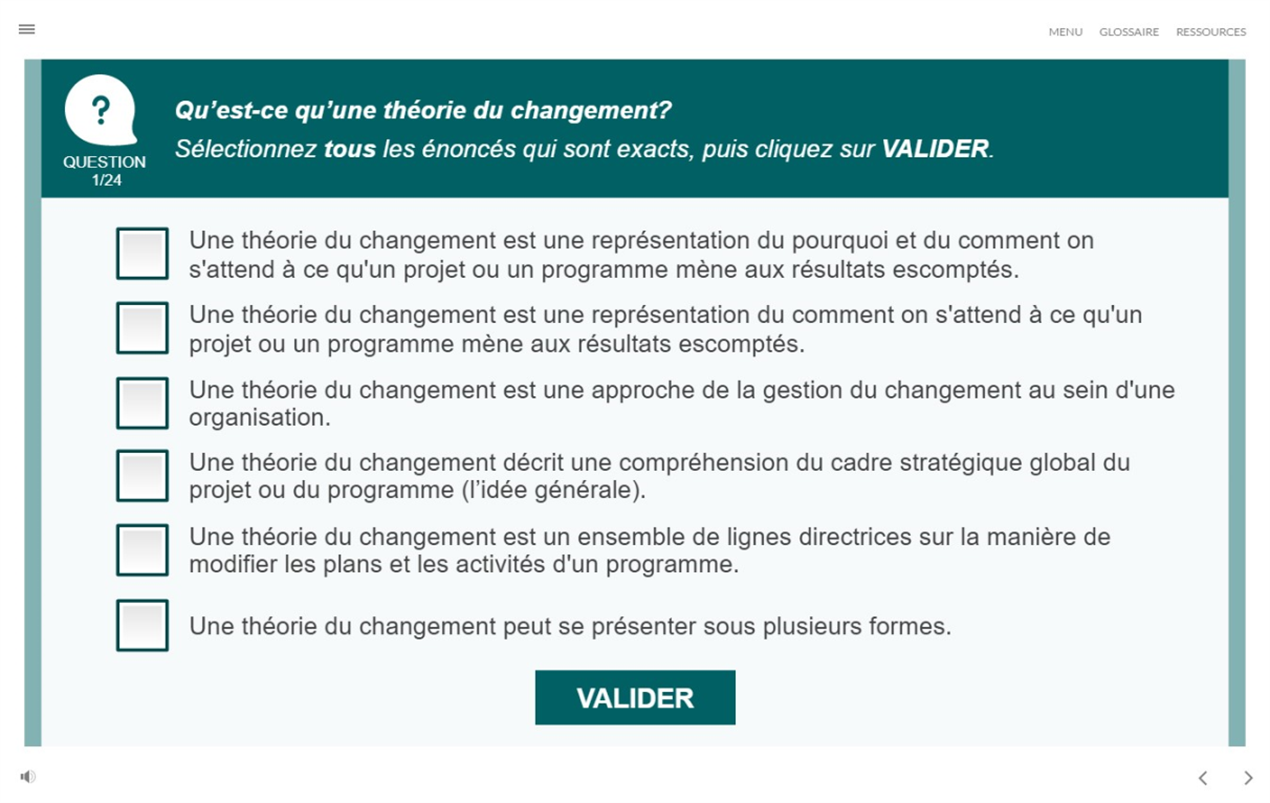 MENU GLOSSAIRE RESSOURCES
?
QUESTION
1/24
Qu’est-ce qu’une théorie du changement?
Sélectionnez tous les énoncés qui sont exacts, puis cliquez sur VALIDER.
Une théorie du changement est une représentation du pourquoi et du comment on
s'attend à ce qu'un projet ou un programme mène aux résultats escomptés.
Une théorie du changement est une représentation du comment on s'attend à ce qu'un
projet ou un programme mène aux résultats escomptés.
Une théorie du changement est une approche de la gestion du changement au sein d'une
organisation.
Une théorie du changement décrit une compréhension du cadre stratégique global du
projet ou du programme (l’idée générale).
Une théorie du changement est un ensemble de lignes directrices sur la manière de
modifier les plans et les activités d'un programme.
Une théorie du changement peut se présenter sous plusieurs formes.
VALIDER